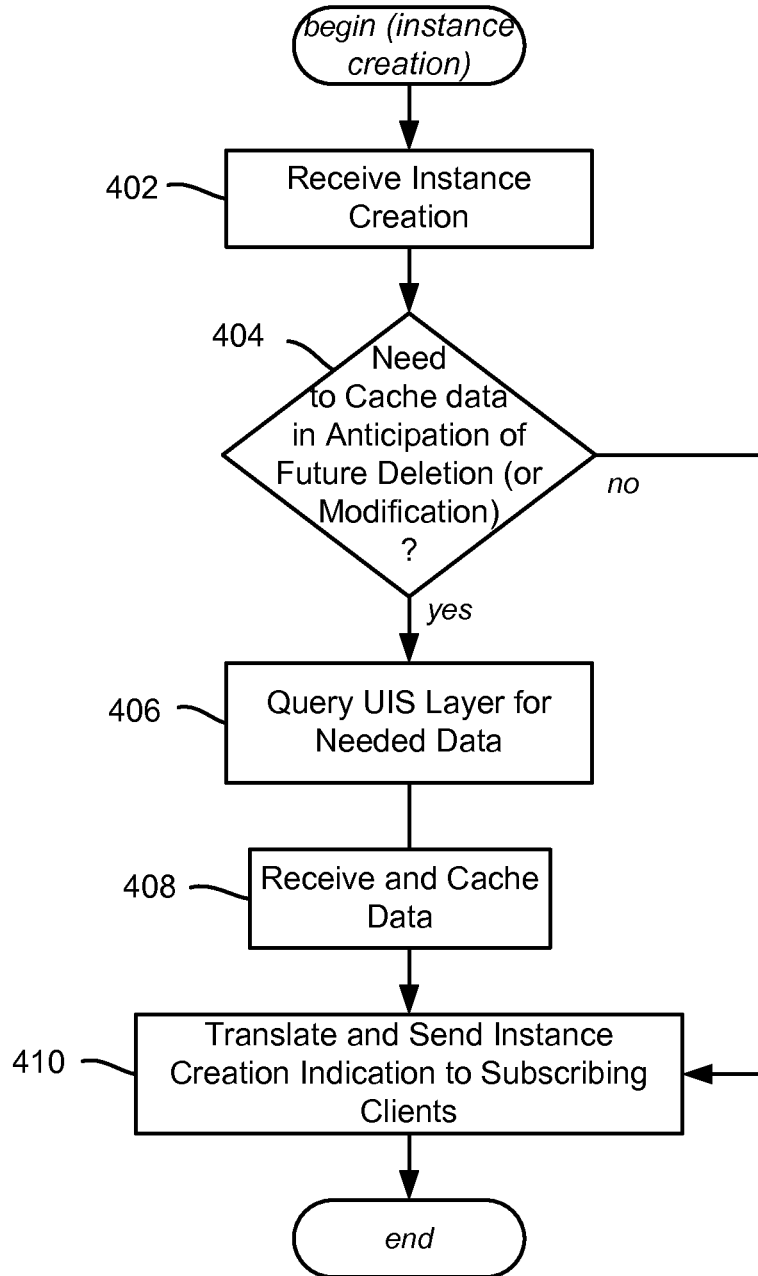 begin (instance
creation)
402
Receive Instance
Creation
404
Need
to Cache data
in Anticipation of
Future Deletion (or
Modification)
?
no
yes
406
Query UIS Layer for
Needed Data
408
Receive and Cache
Data
410
Translate and Send Instance
Creation Indication to Subscribing
Clients
end